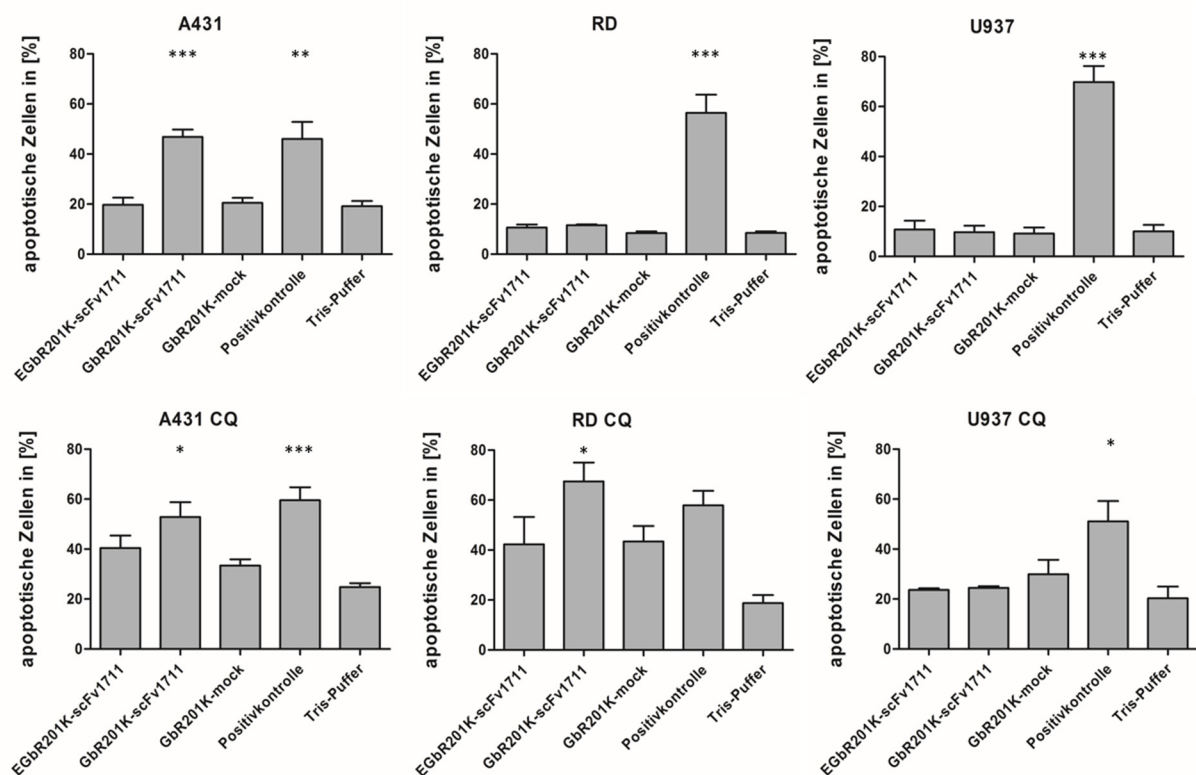 A431
apoptotische Zellen in [%]
80
60
40
20
0
***
**
EGbR201K-scFv1711
GbR201K-scFv1711
GbR201K-mock
Positivkontrolle
Tris-Puffer
RD
apoptotische Zellen in [%]
80
60
40
20
0
***
EGbR201K-scFv1711
GbR201K-scFv1711
GbR201K-mock
Positivkontrolle
Tris-Puffer
U937
apoptotische Zellen in [%]
80
60
40
20
0
***
EGbR201K-scFv1711
GbR201K-scFv1711
GbR201K-mock
Positivkontrolle
Tris-Puffer
A431 CQ
apoptotische Zellen in [%]
80
60
40
20
0
*
***
EGbR201K-scFv1711
GbR201K-scFv1711
GbR201K-mock
Positivkontrolle
Tris-Puffer
RD CQ
apoptotische Zellen in [%]
80
60
40
20
0
*
EGbR201K-scFv1711
GbR201K-scFv1711
GbR201K-mock
Positivkontrolle
Tris-Puffer
U937 CQ
apoptotische Zellen in [%]
80
60
40
20
0
*
EGbR201K-scFv1711
GbR201K-scFv1711
GbR201K-mock
Positivkontrolle
Tris-Puffer